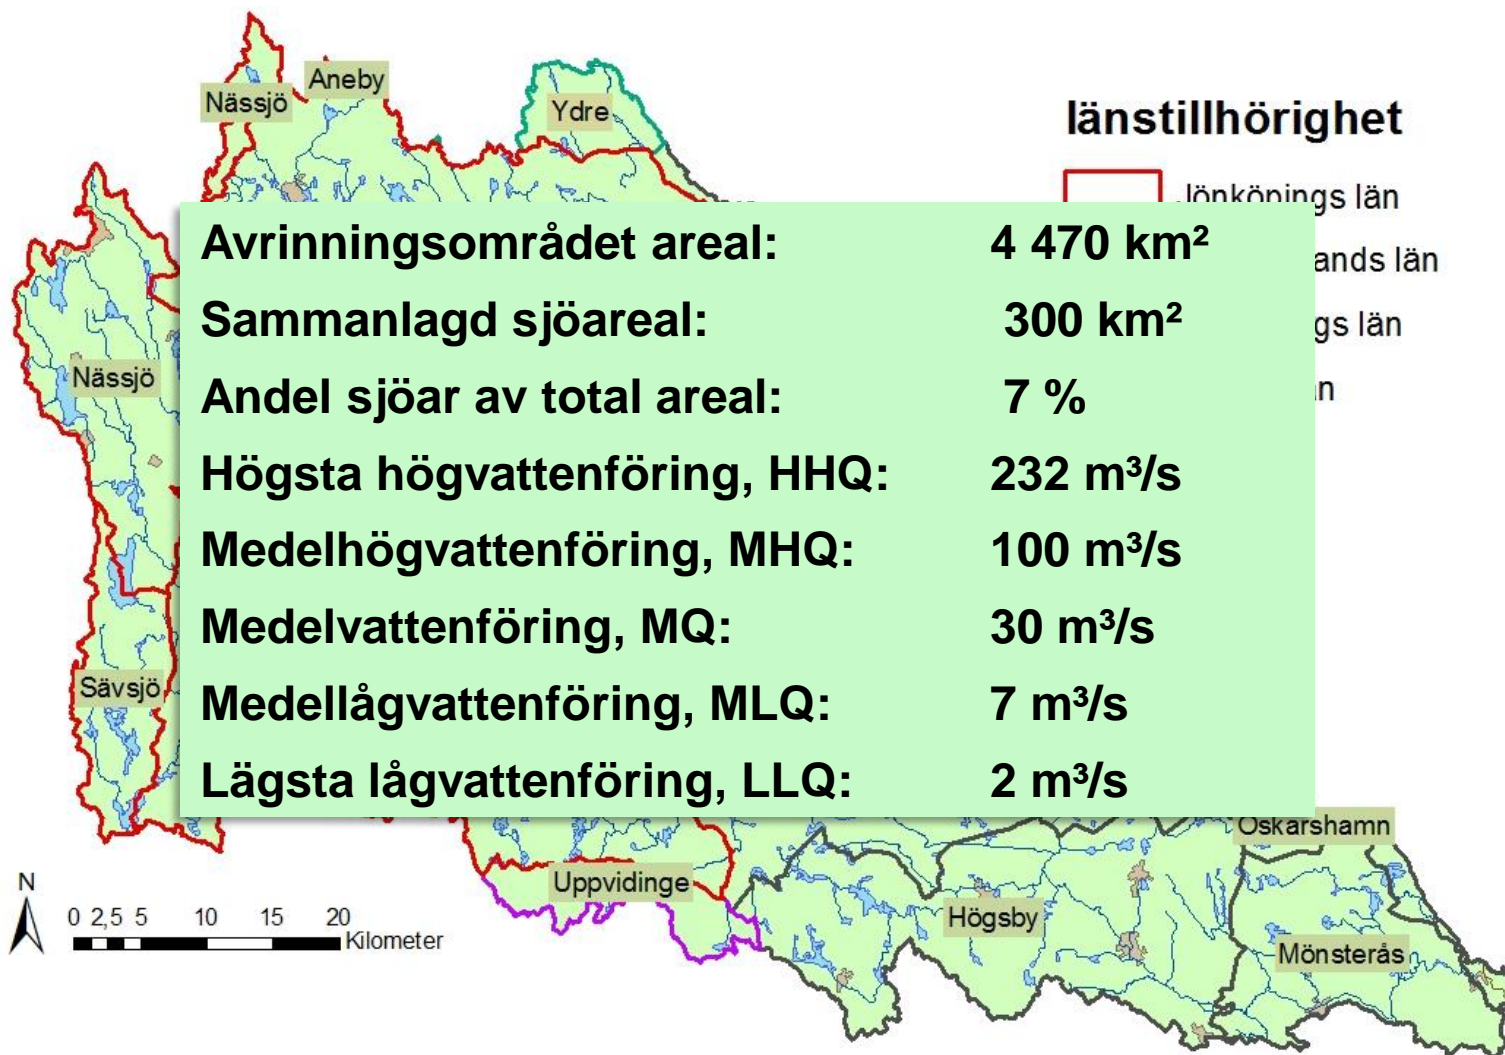 Nässjö
Aneby
Ydre
länstillhörighet
Jönköpings län
Avrinningsområdet areal: 4 470 km²
ands län
Sammanlagd sjöareal: 300 km²
gs län
Nässjö
Andel sjöar av total areal: 7 %
Högsta högvattenföring, HHQ: 232 m³/s
Medelhögvattenföring, MHQ: 100 m³/s
Medelvattenföring, MQ: 30 m³/s
Sävsjö
Medellågvattenföring, MLQ: 7 m³/s
Lägsta lågvattenföring, LLQ: 2 m³/s
Oskarshamn
Uppvidinge
Högsby
Mönsterås
N
0 2,5 5 10 15 20
Kilometer